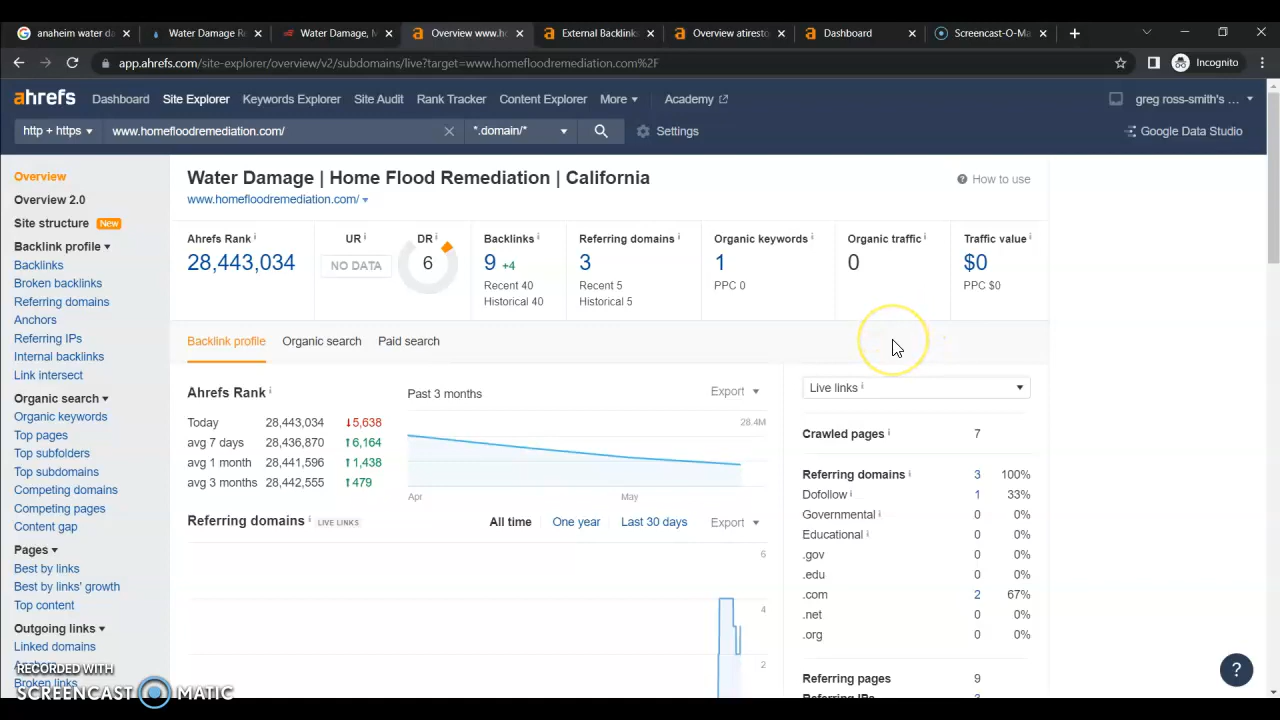 anaheim water da
Water Damage Re
Water Damage, M
Overview www.ho
External Backlinks
Overview atiresto
Dashboard
Screencast-O-Ma
app.ahrefs.com/site-explorer/overview/v2/subdomains/live?target=www.homefloodremediation.com%2F
Incognito
ahrefs
Dashboard
Site Explorer
Keywords Explorer
Site Audit
Rank Tracker
Content Explorer
More
Academy
greg ross-smith's ...
http + https
www.homefloodremediation.com/
*.domain/*
Settings
Google Data Studio
Overview
Overview 2.0
Site structure New
Backlink profile
Backlinks
Broken backlinks
Referring domains
Anchors
Referring IPs
Internal backlinks
Link intersect
Organic search
Organic keywords
Top pages
Top subfolders
Top subdomains
Competing domains
Competing pages
Content gap
Pages
Best by links
Best by links' growth
Top content
Outgoing links
Linked domains
Broken links
RECORDED WITH
SCREENCAST MATIC
Water Damage | Home Flood Remediation | California
How to use
www.homefloodremediation.com/
Ahrefs Rank
28,443,034
UR
NO DATA
DR
6
Backlinks
9 +4
Recent 40
Historical 40
Referring domains
3
Recent 5
Historical 5
Organic keywords
1
PPC 0
Organic traffic
0
Traffic value
$0
PPC $0
Backlink profile
Organic search
Paid search
Ahrefs Rank
Today 28,443,034 ↓5,638
avg 7 days 28,436,870 ↑6,164
avg 1 month 28,441,596 ↑1,438
avg 3 months 28,442,555 ↑479
Past 3 months
Export
28.4M
Apr
May
Referring domains LIVE LINKS
All time
One year
Last 30 days
Export
6
4
2
Live links
Crawled pages 7
Referring domains 3 100%
Dofollow 1 33%
Governmental 0 0%
Educational 0 0%
.gov 0 0%
.edu 0 0%
.com 2 67%
.net 0 0%
.org 0 0%
Referring pages 9
?